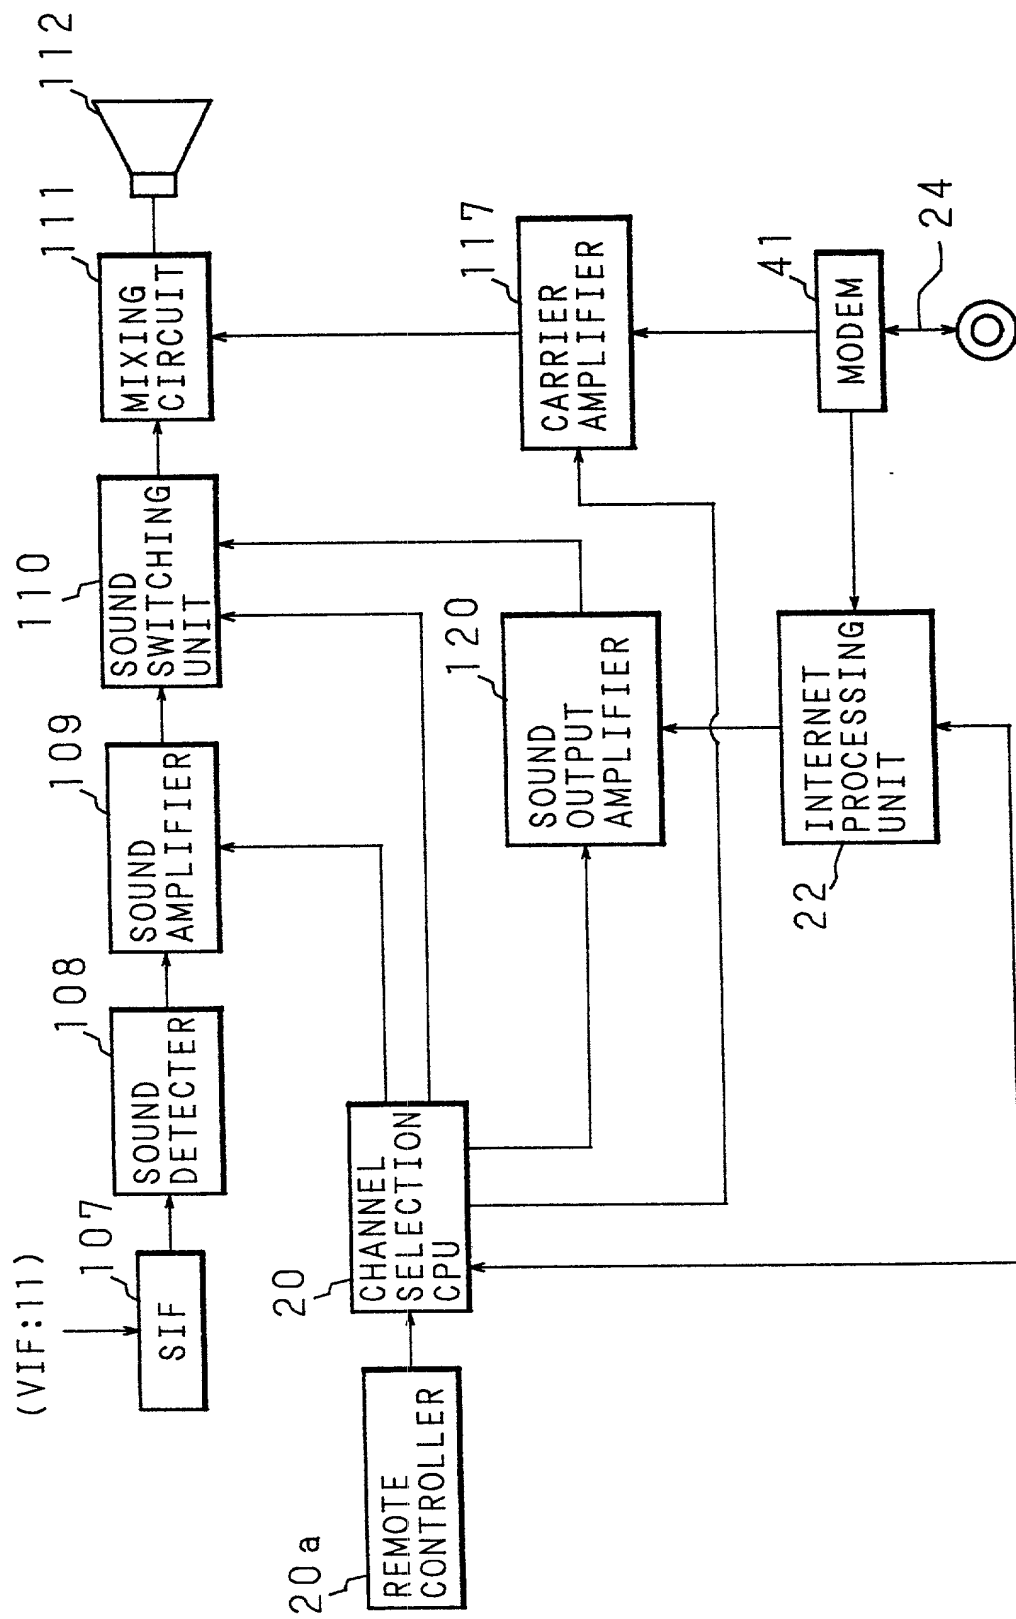 (VIF:11)
107
SIF
108
SOUND
DETECTER
109
SOUND
AMPLIFIER
110
SOUND
SWITCHING
UNIT
111
MIXING
CIRCUIT
112
20a
REMOTE
CONTROLLER
20
CHANNEL
SELECTION
CPU
120
SOUND
OUTPUT
AMPLIFIER
117
CARRIER
AMPLIFIER
22
INTERNET
PROCESSING
UNIT
41
MODEM
24